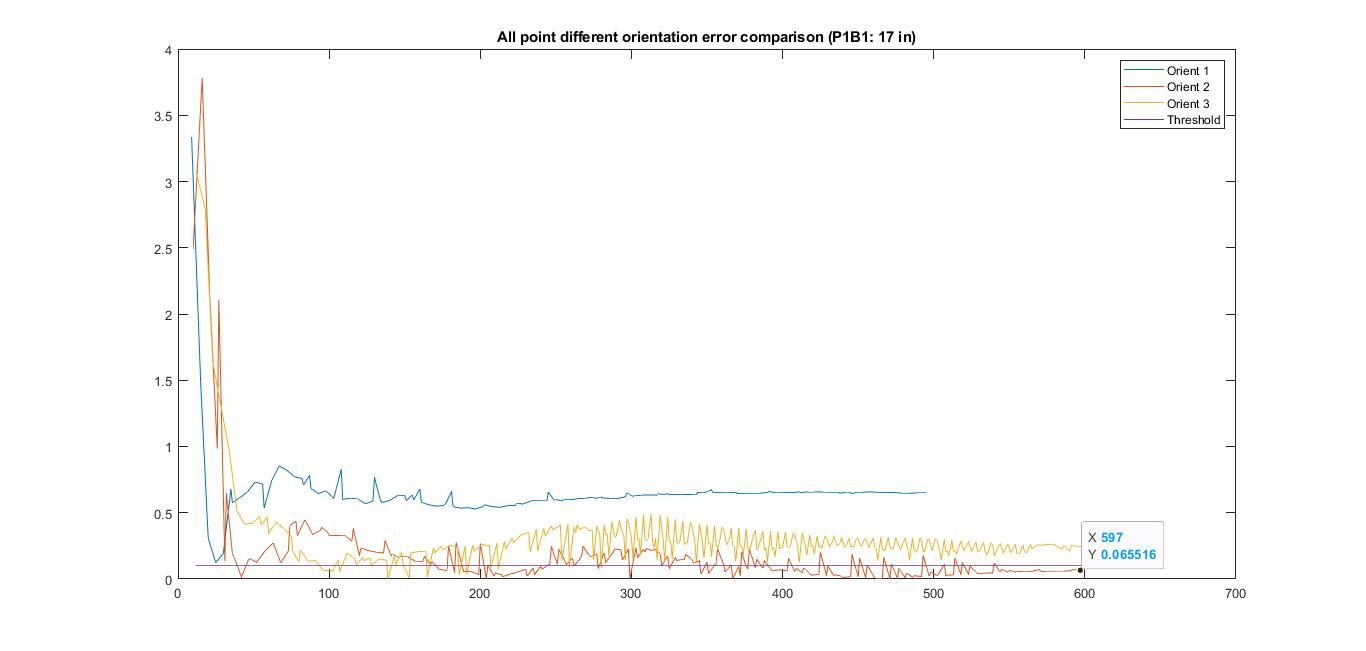 All point different orientation error comparison (P1B1: 17 in)
4
3.5
3
2.5
2
1.5
1
0.5
0
Orient 1
Orient 2
Orient 3
Threshold
X 597
Y 0.065516
0 100 200 300 400 500 600 700